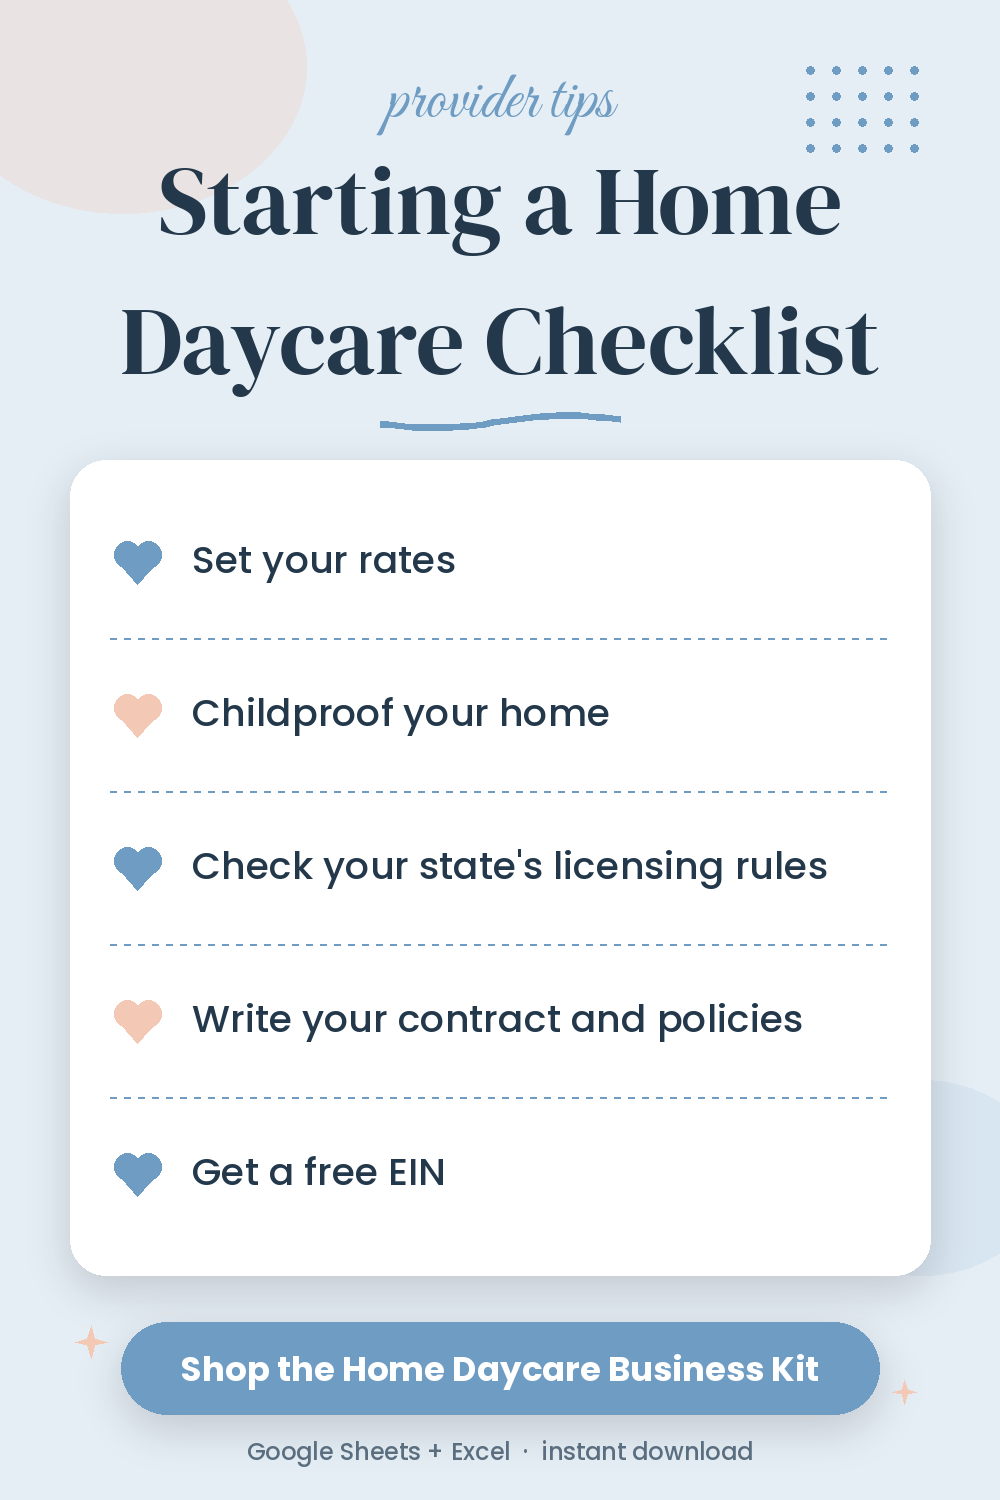 provider tips
Starting a Home
Daycare Checklist
Set your rates
Childproof your home
Check your state's licensing rules
Write your contract and policies
Get a free EIN
Shop the Home Daycare Business Kit
Google Sheets + Excel · instant download